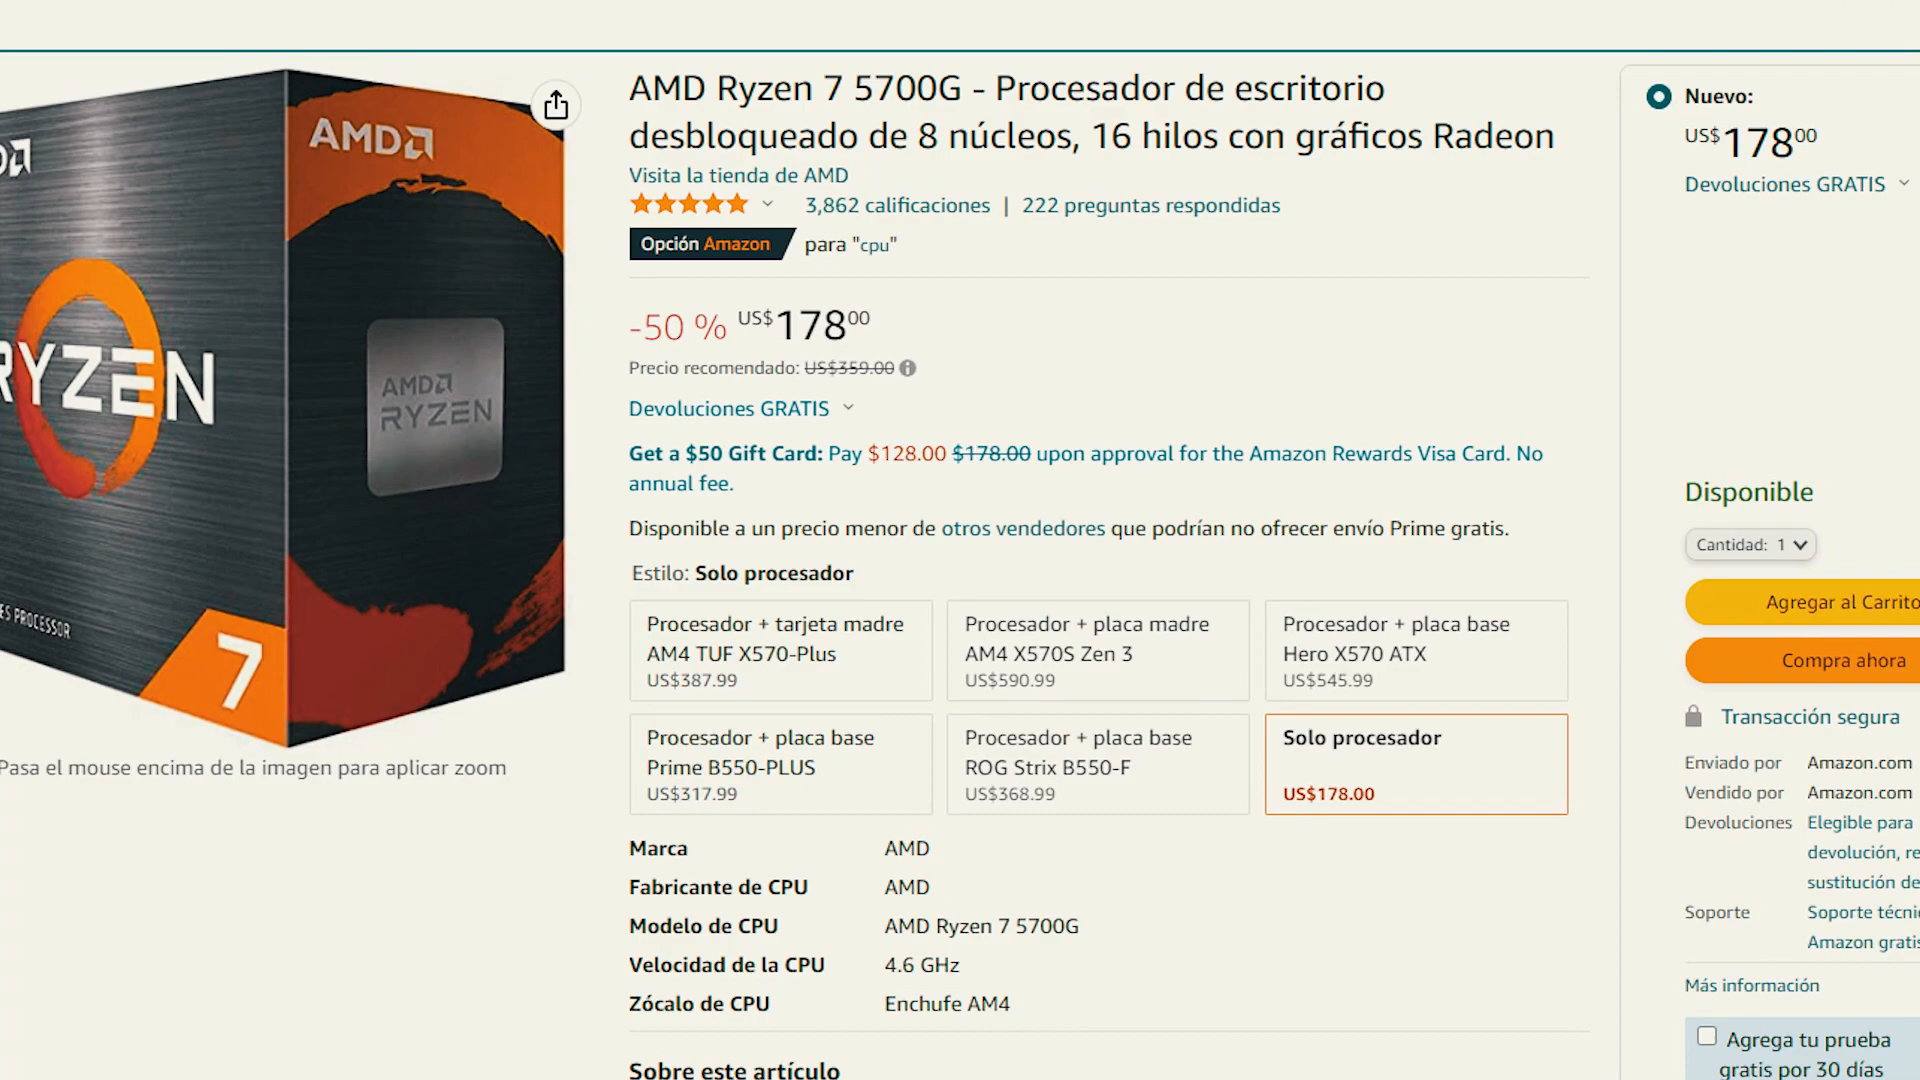 AMD
RYZEN
ES PROCESSOR
7
AMD
AMD
RYZEN
Pasa el mouse encima de la imagen para aplicar zoom
AMD Ryzen 7 5700G - Procesador de escritorio
desbloqueado de 8 núcleos, 16 hilos con gráficos Radeon
Visita la tienda de AMD
3,862 calificaciones | 222 preguntas respondidas
Opción Amazon para "cpu"
-50 % US$17800
Precio recomendado: US$359.00
Devoluciones GRATIS
Get a $50 Gift Card: Pay $128.00 $178.00 upon approval for the Amazon Rewards Visa Card. No
annual fee.
Disponible a un precio menor de otros vendedores que podrían no ofrecer envío Prime gratis.
Estilo: Solo procesador
Procesador + tarjeta madre
AM4 TUF X570-Plus
US$387.99
Procesador + placa madre
AM4 X570S Zen 3
US$590.99
Procesador + placa base
Hero X570 ATX
US$545.99
Procesador + placa base
Prime B550-PLUS
US$317.99
Procesador + placa base
ROG Strix B550-F
US$368.99
Solo procesador
US$178.00
Marca AMD
Fabricante de CPU AMD
Modelo de CPU AMD Ryzen 7 5700G
Velocidad de la CPU 4.6 GHz
Zócalo de CPU Enchufe AM4
Sobre este artículo
Nuevo:
US$17800
Devoluciones GRATIS
Disponible
Cantidad: 1
Agregar al Carrito
Compra ahora
Transacción segura
Enviado por Amazon.com
Vendido por Amazon.com
Devoluciones Elegible para
devolución, re
sustitución de
Soporte Soporte técni
Amazon gratis
Más información
Agrega tu prueba
gratis por 30 días